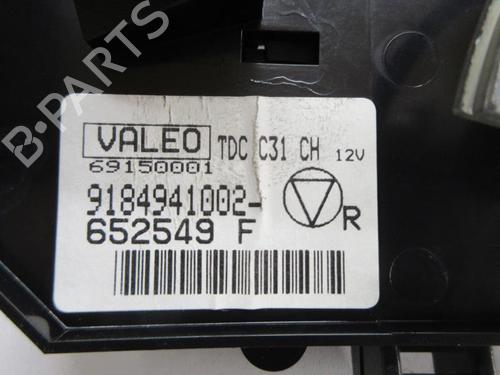 VALEO TDC C31 CH 12V
69150001
9184941002-
652549 F
R
B PARTS